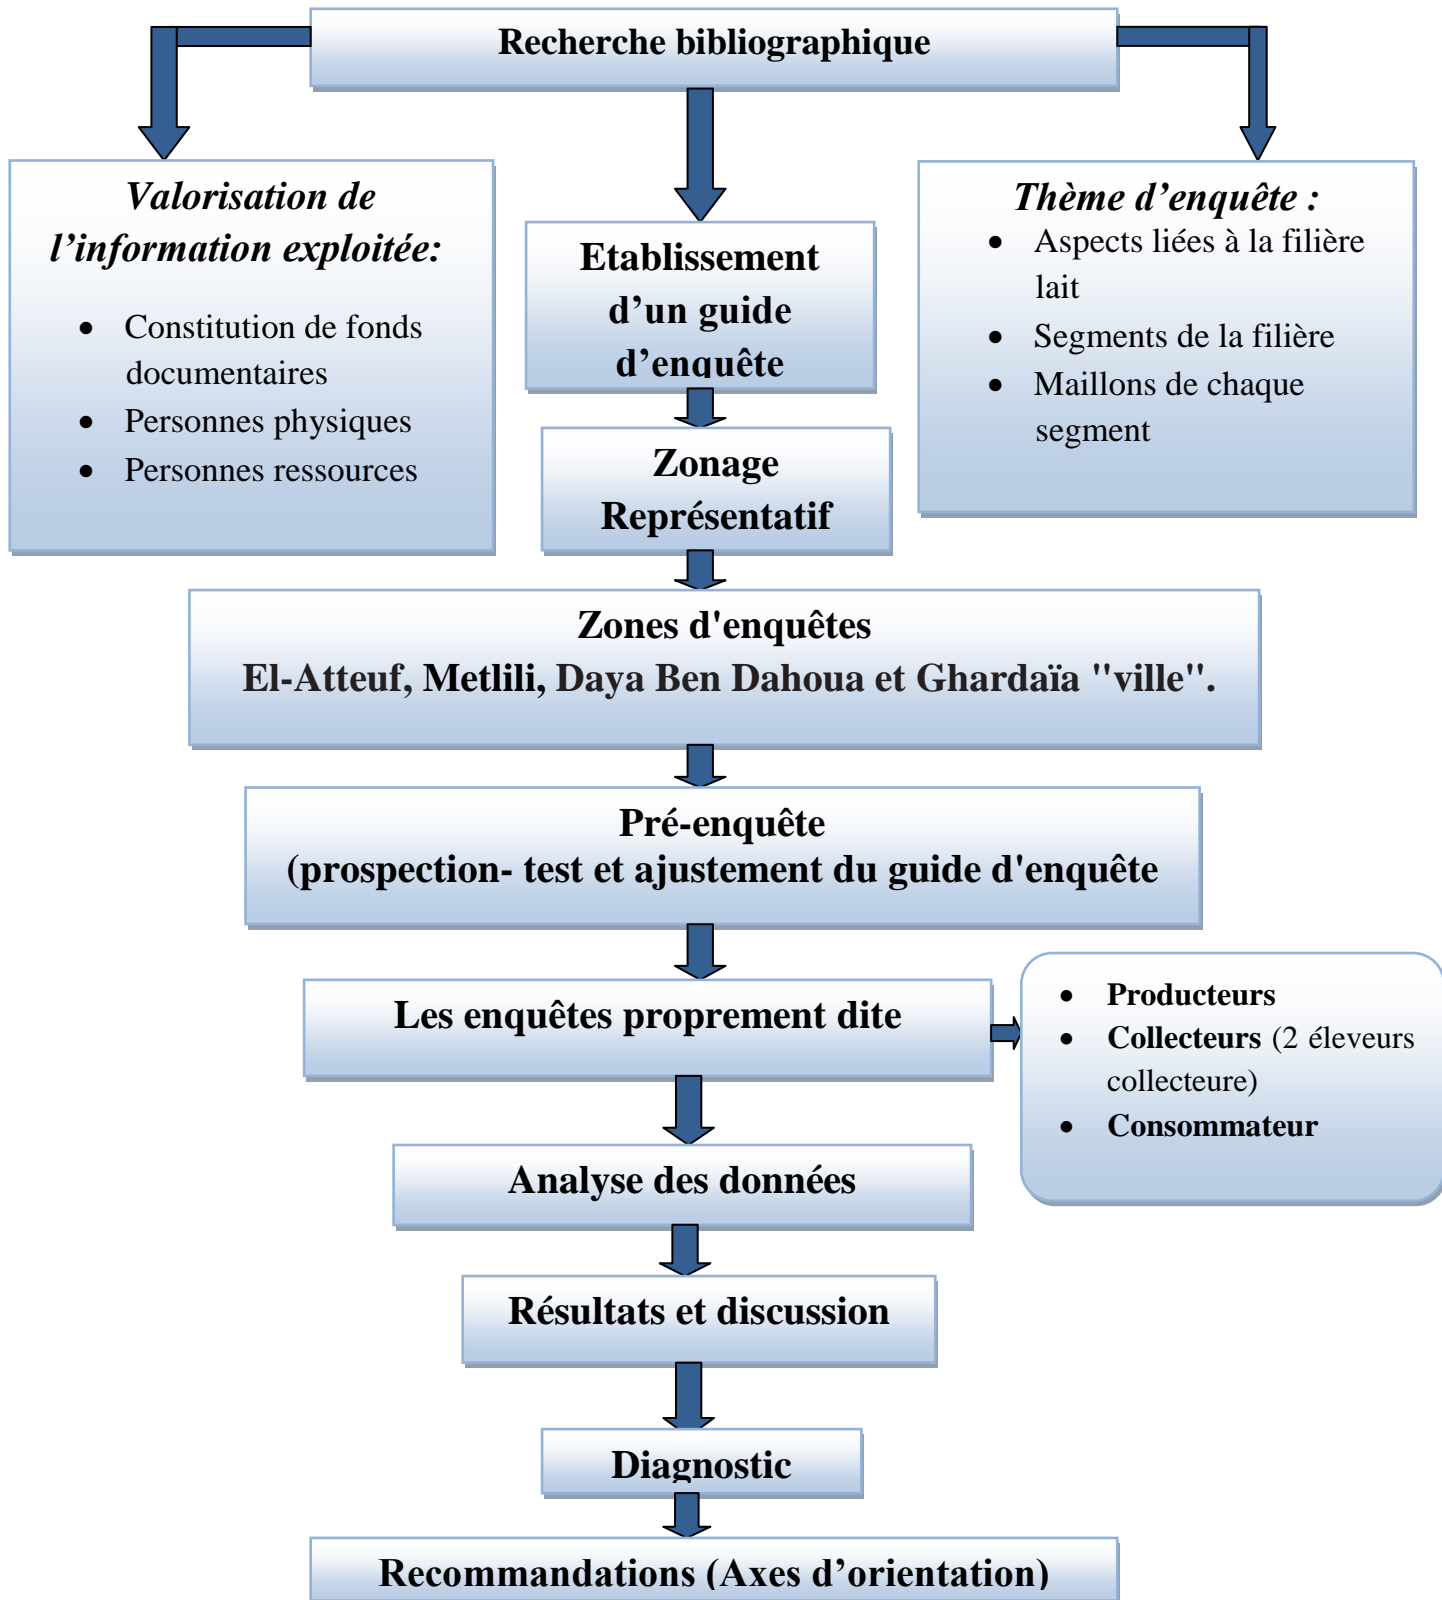 Recherche bibliographique
Valorisation de
l’information exploitée:
• Constitution de fonds
documentaires
• Personnes physiques
• Personnes ressources
Etablissement
d’un guide
d’enquête
Thème d’enquête :
• Aspects liées à la filière
lait
• Segments de la filière
• Maillons de chaque
segment
Zonage
Représentatif
Zones d'enquêtes
El-Atteuf, Metlili, Daya Ben Dahoua et Ghardaïa "ville".
Pré-enquête
(prospection- test et ajustement du guide d'enquête
Les enquêtes proprement dite
• Producteurs
• Collecteurs (2 éleveurs
collecteure)
• Consommateur
Analyse des données
Résultats et discussion
Diagnostic
Recommandations (Axes d’orientation)